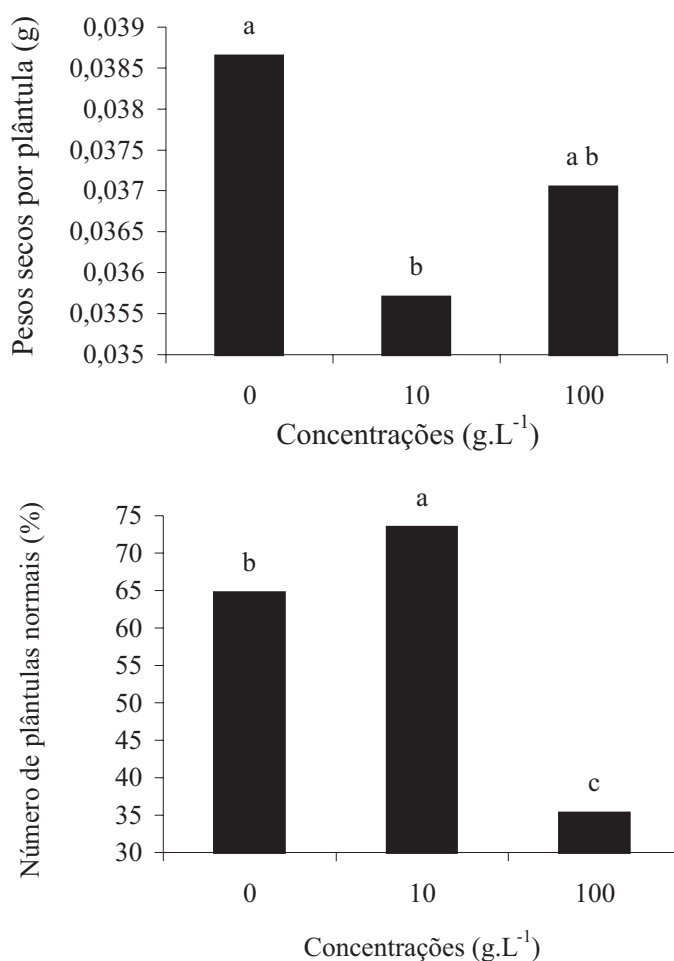 Pesos secos por plântula (g)
0,039
0,0385
0,038
0,0375
0,037
0,0365
0,036
0,0355
0,035
a
b
a b
0
10
100
Concentrações (g.L⁻¹)
Número de plântulas normais (%)
75
70
65
60
55
50
45
40
35
30
b
a
c
0
10
100
Concentrações (g.L⁻¹)